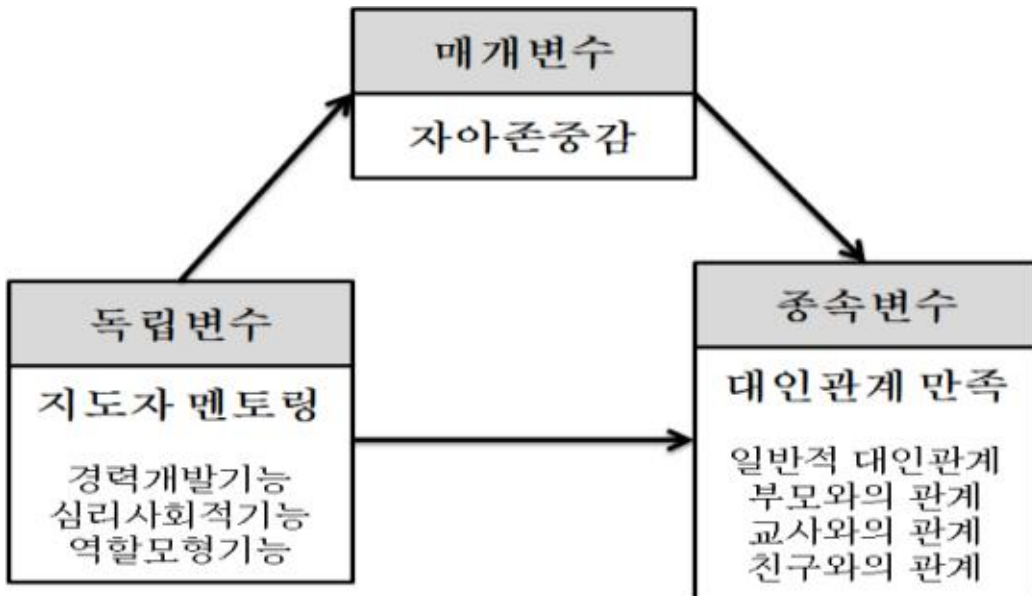 매개변수
자아존중감
독립변수
지도자 멘토링
경력개발기능
심리사회적기능
역할모형기능
종속변수
대인관계 만족
일반적 대인관계
부모와의 관계
교사와의 관계
친구와의 관계